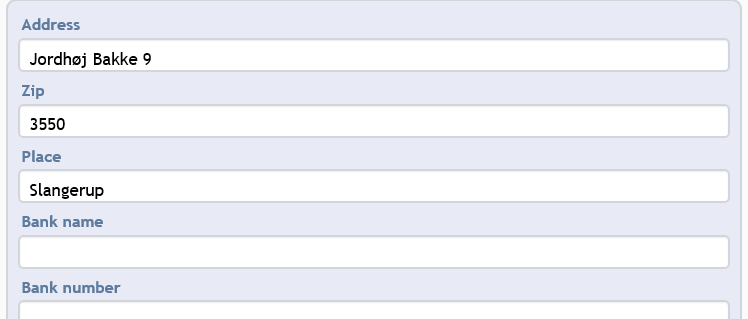 Address
Jordhøj Bakke 9
Zip
3550
Place
Slangerup
Bank name
Bank number